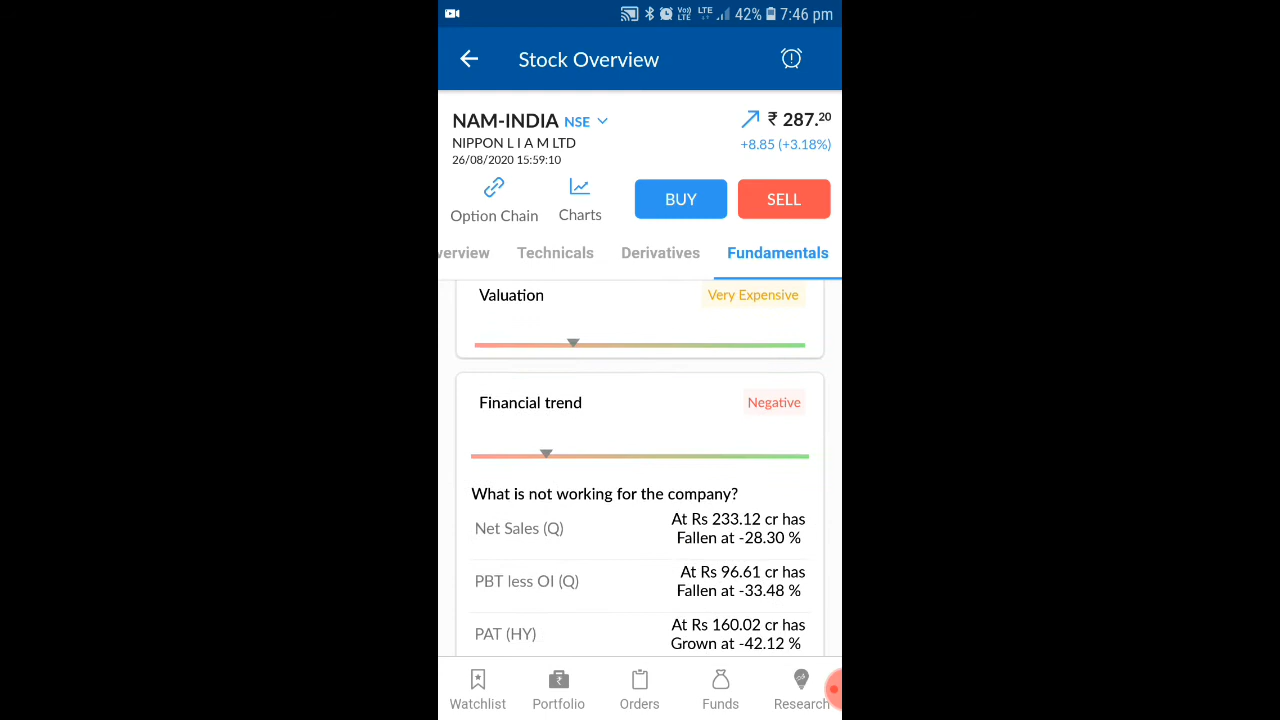 Vo)) LTE LTE 42% 7:46 pm
Stock Overview
NAM-INDIA NSE ₹ 287.20
NIPPON L I A M LTD +8.85 (+3.18%)
26/08/2020 15:59:10
Option Chain Charts BUY SELL
verview Technicals Derivatives Fundamentals
Valuation Very Expensive
Financial trend Negative
What is not working for the company?
Net Sales (Q) At Rs 233.12 cr has
Fallen at -28.30 %
PBT less OI (Q) At Rs 96.61 cr has
Fallen at -33.48 %
PAT (HY) At Rs 160.02 cr has
Grown at -42.12 %
Watchlist Portfolio Orders Funds Research